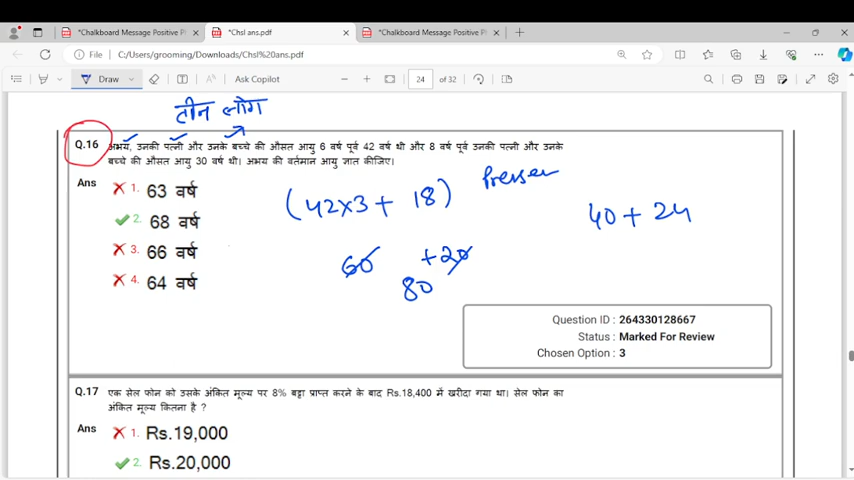 *Chalkboard Message Positive P
*Chsl ans.pdf
*Chalkboard Message Positive P
File
C:/Users/grooming/Downloads/Chsl%20ans.pdf
Draw
Ask Copilot
24
of 32
तीन लोग
Q.16 अभय, उनकी पत्नी और उनके बच्चे की औसत आयु 6 वर्ष पूर्व 42 वर्ष थी और 8 वर्ष पूर्व उनकी पत्नी और उनके
बच्चे की औसत आयु 30 वर्ष थी। अभय की वर्तमान आयु ज्ञात कीजिए।
Ans
1. 63 वर्ष
2. 68 वर्ष
3. 66 वर्ष
4. 64 वर्ष
(42×3 + 18)
40 + 24
60 + 20
80
Question ID : 264330128667
Status : Marked For Review
Chosen Option : 3
Q.17 एक सेल फोन को उसके अंकित मूल्य पर 8% बट्टा प्राप्त करने के बाद Rs.18,400 में खरीदा गया था। सेल फोन का
अंकित मूल्य कितना है ?
Ans
1. Rs.19,000
2. Rs.20,000